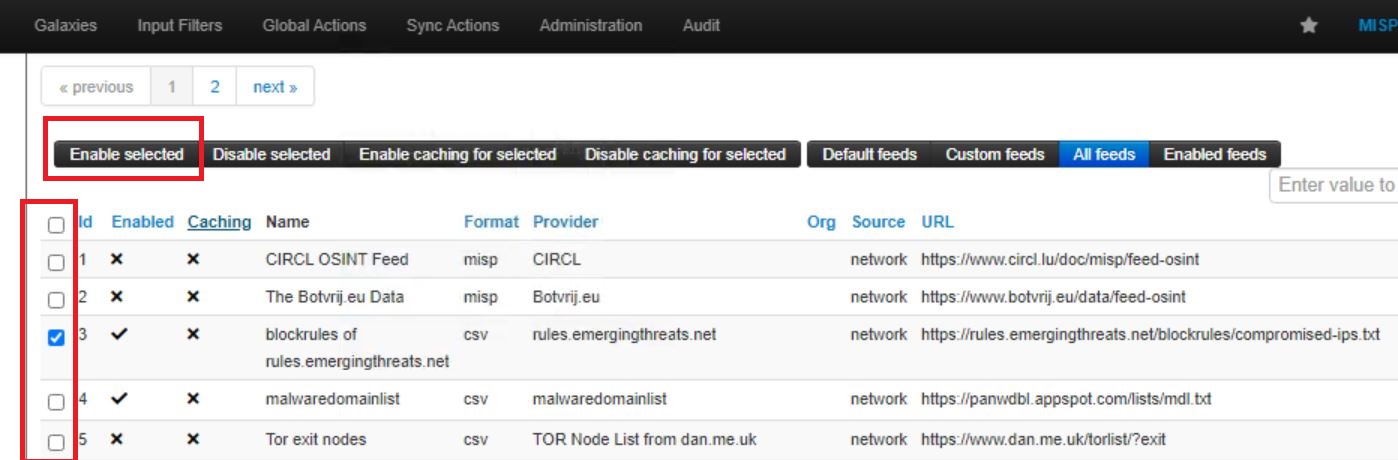 Galaxies Input Filters Global Actions Sync Actions Administration Audit MISP
« previous 1 2 next »
Enable selected Disable selected Enable caching for selected Disable caching for selected Default feeds Custom feeds All feeds Enabled feeds
Enter value to
Id Enabled Caching Name Format Provider Org Source URL
1 CIRCL OSINT Feed misp CIRCL network https://www.circl.lu/doc/misp/feed-osint
2 The Botvrij.eu Data misp Botvrij.eu network https://www.botvrij.eu/data/feed-osint
3 blockrules of csv rules.emergingthreats.net network https://rules.emergingthreats.net/blockrules/compromised-ips.txt
rules.emergingthreats.net
4 malwaredomainlist csv malwaredomainlist network https://panwdbl.appspot.com/lists/mdl.txt
5 Tor exit nodes csv TOR Node List from dan.me.uk network https://www.dan.me.uk/torlist/?exit